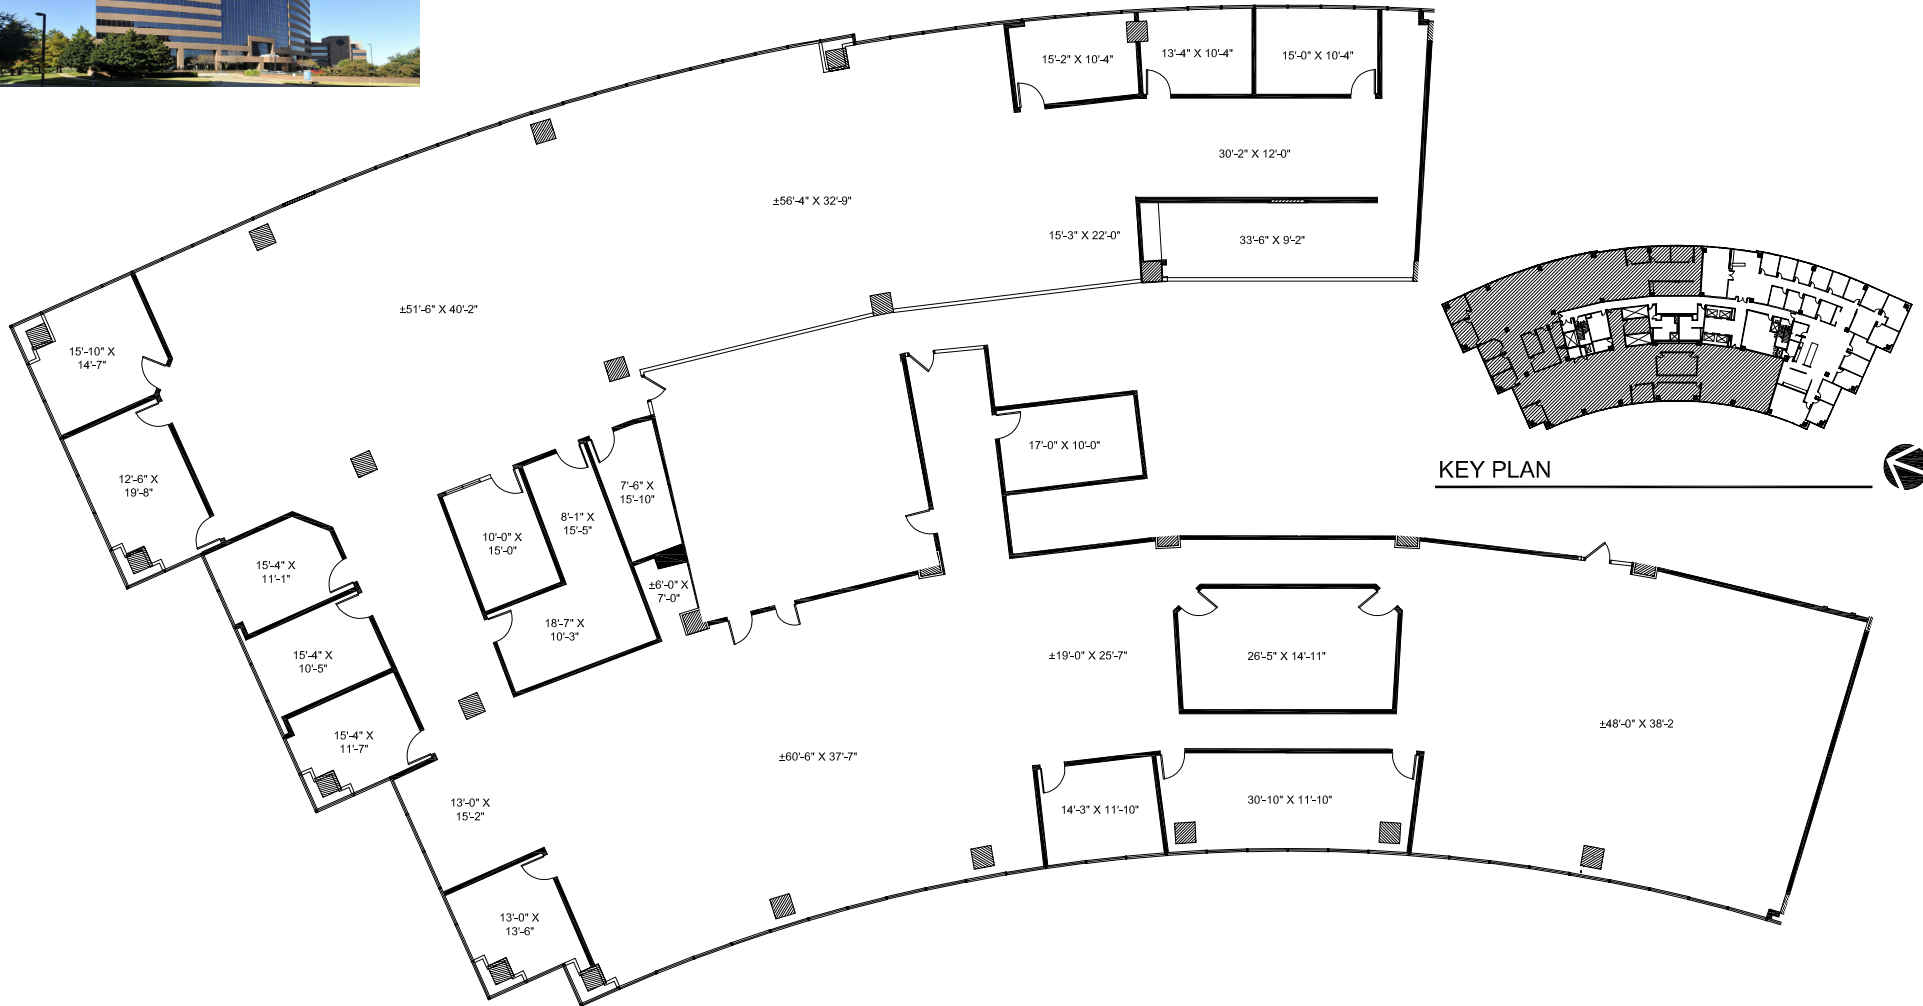 15'-2" X 10'-4"
13'-4" X 10'-4"
15'-0" X 10'-4"
30'-2" X 12'-0"
±56'-4" X 32'-9"
15'-3" X 22'-0"
33'-6" X 9'-2"
±51'-6" X 40'-2"
15'-10" X
14'-7"
17'-0" X 10'-0"
KEY PLAN
12'-6" X
19'-8"
7'-6" X
15'-10"
8'-1" X
15'-5"
10'-0" X
15'-0"
15'-4" X
11'-1"
±6'-0" X
7'-0"
18'-7" X
10'-3"
15'-4" X
10'-5"
±19'-0" X 25'-7"
26'-5" X 14'-11"
±48'-0" X 38'-2
15'-4" X
11'-7"
±60'-6" X 37'-7"
13'-0" X
15'-2"
14'-3" X 11'-10"
30'-10" X 11'-10"
13'-0" X
13'-6"